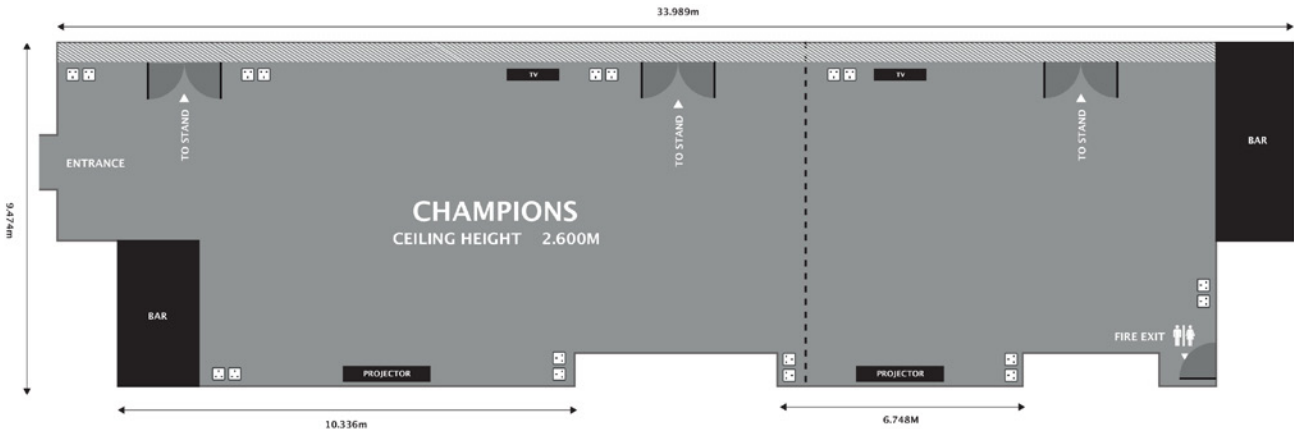 33.989m
TV
TV
TO STAND
TO STAND
TO STAND
BAR
ENTRANCE
9.474m
CHAMPIONS
CEILING HEIGHT 2.600M
BAR
FIRE EXIT
PROJECTOR
PROJECTOR
10.336m
6.748M